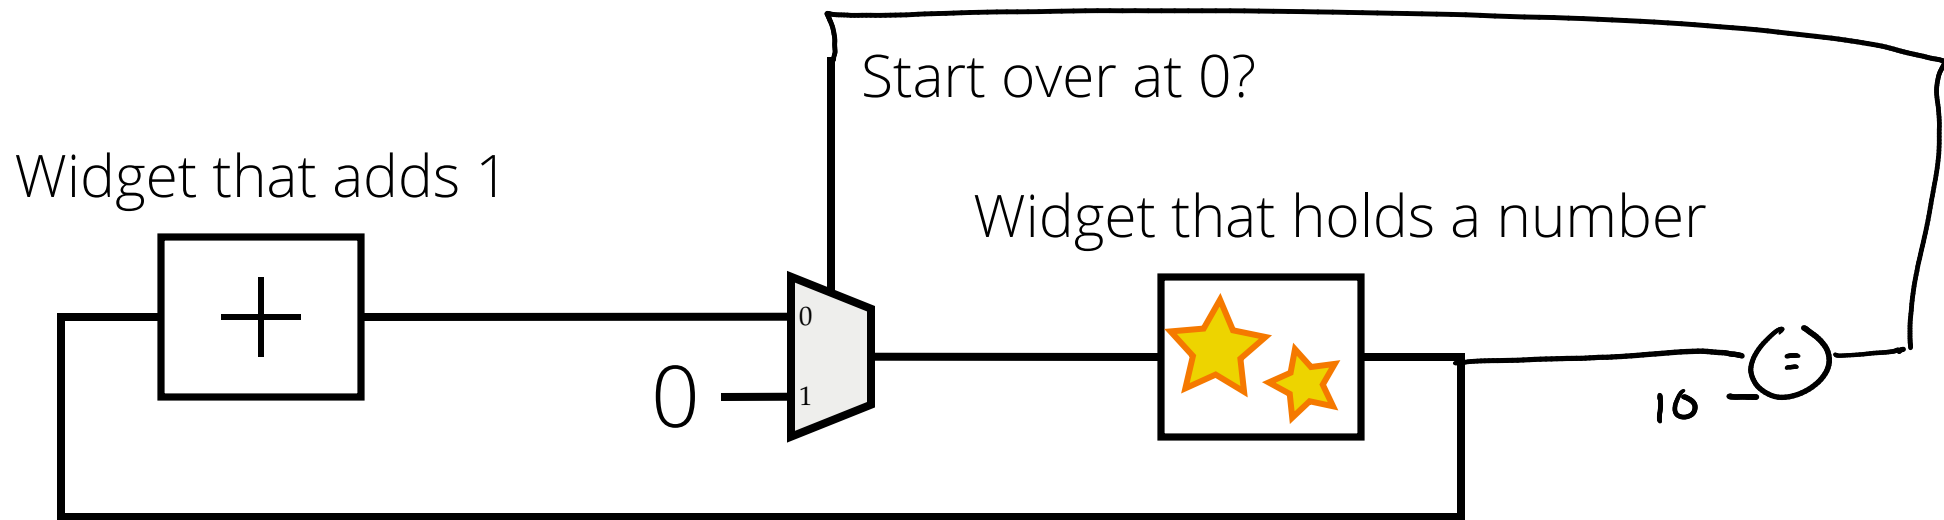 Start over at 0?
Widget that adds 1
Widget that holds a number
+
0
0
1
=
10